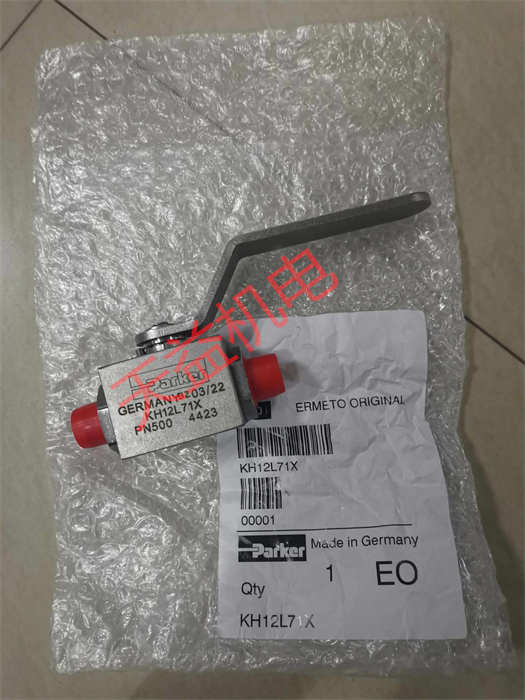 Parker
GERMANY 03/22
KH12L71X
PN500 4423
ERMETO ORIGINAL
KH12L71X
00001
Parker
Made in Germany
Qty 1 EO
KH12L71X
益机电